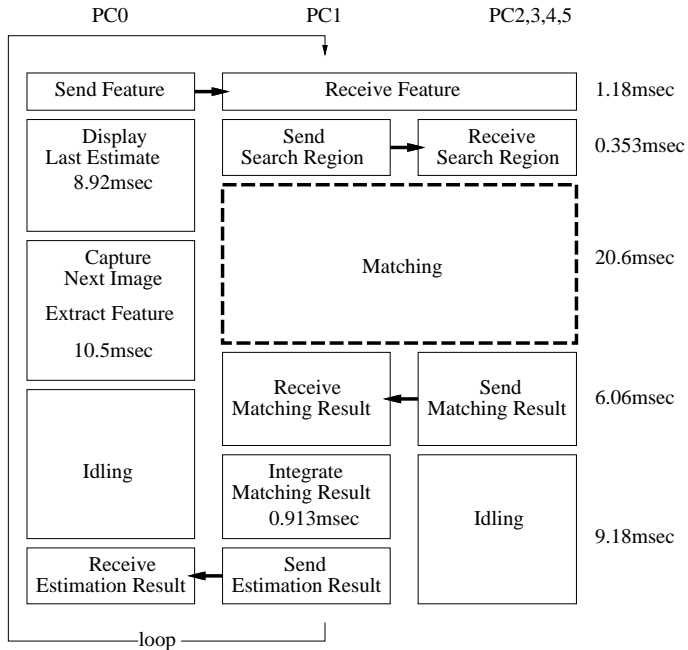 PC0 PC1 PC2,3,4,5
Send Feature Receive Feature 1.18msec
Display
Last Estimate
8.92msec
Send
Search Region
Receive
Search Region
0.353msec
Capture
Next Image
Extract Feature
10.5msec
Matching
20.6msec
Receive
Matching Result
Send
Matching Result
6.06msec
Idling
Integrate
Matching Result
0.913msec
Idling
9.18msec
Receive
Estimation Result
Send
Estimation Result
loop